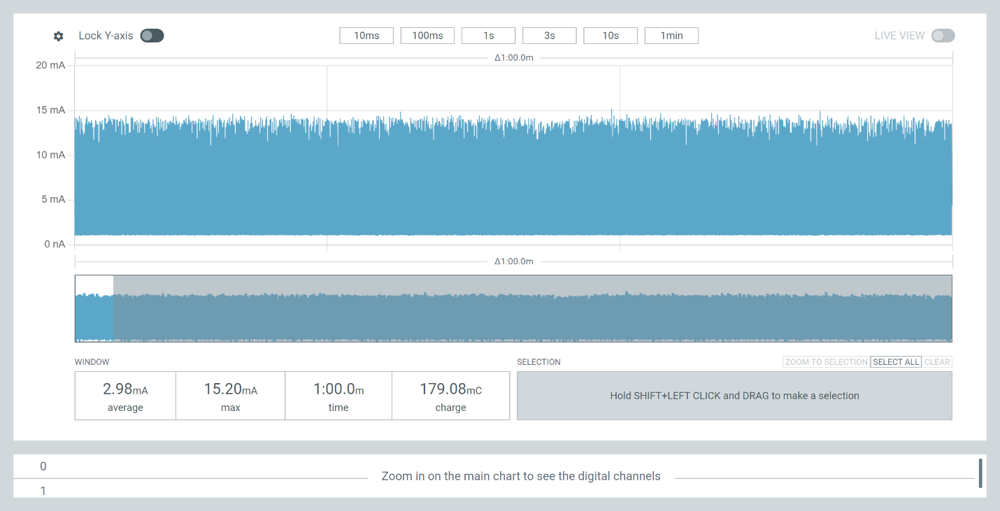 Lock Y-axis 10ms 100ms 1s 3s 10s 1min LIVE VIEW
Δ1:00.0m
20 mA
15 mA
10 mA
5 mA
0 nA
Δ1:00.0m
WINDOW SELECTION ZOOM TO SELECTION SELECT ALL CLEAR
2.98mA 15.20mA 1:00.0m 179.08mC
average max time charge
Hold SHIFT+LEFT CLICK and DRAG to make a selection
0
Zoom in on the main chart to see the digital channels
1